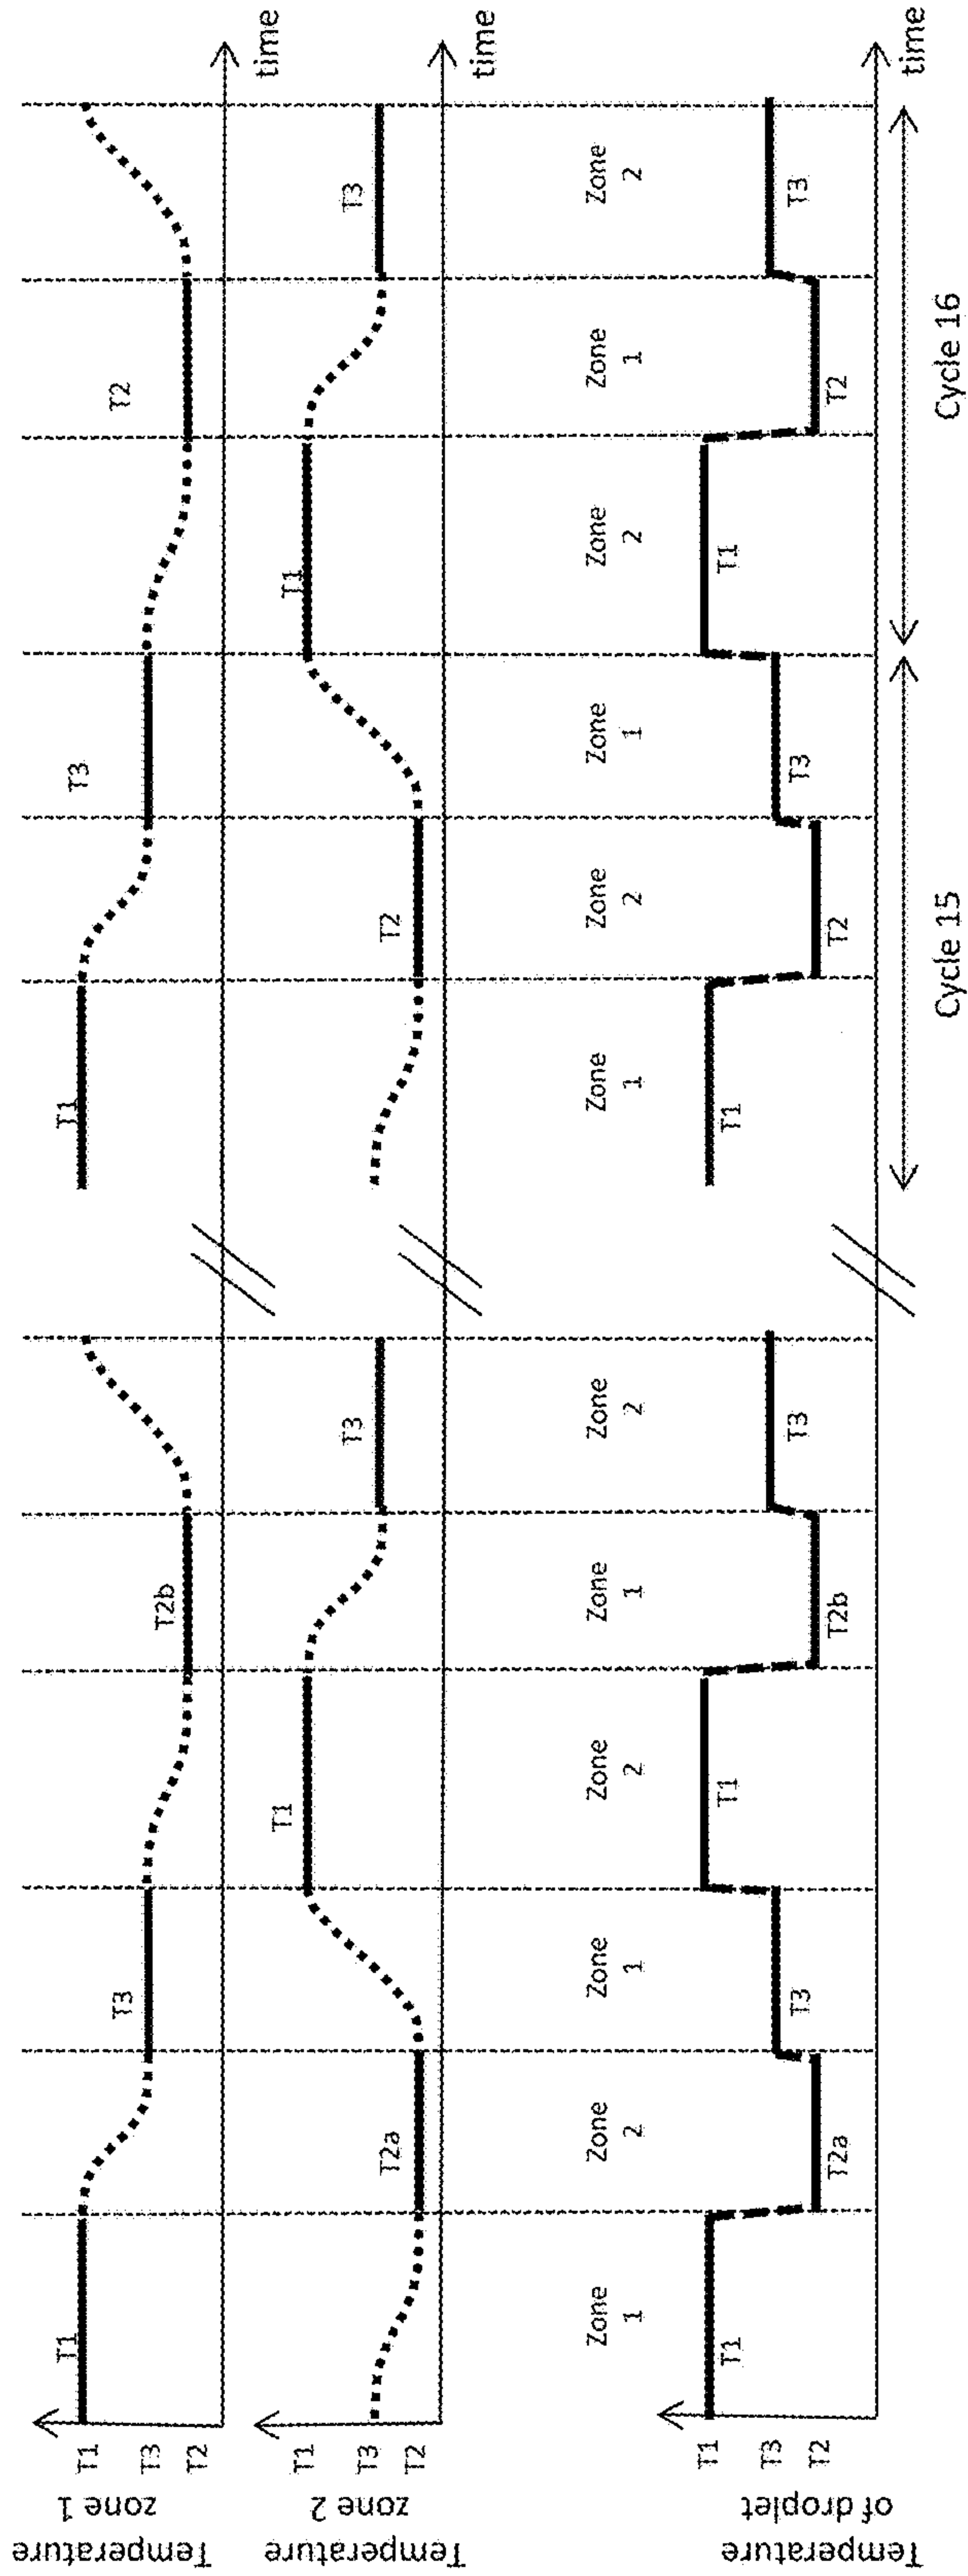 Temperature
zone 1
T1
T3
T2
T1
T3
T2b
T1
T3
T2
time
Temperature
zone 2
T1
T3
T2
T2a
T1
T3
T2
T1
T3
time
Zone
1
Zone
2
Zone
1
Zone
2
Zone
1
Zone
2
Zone
1
Zone
2
Zone
1
Zone
2
Zone
1
Zone
2
Temperature
of droplet
T1
T3
T2
T1
T2a
T3
T1
T2b
T3
T1
T2
T3
T1
T2
T3
time
Cycle 15
Cycle 16